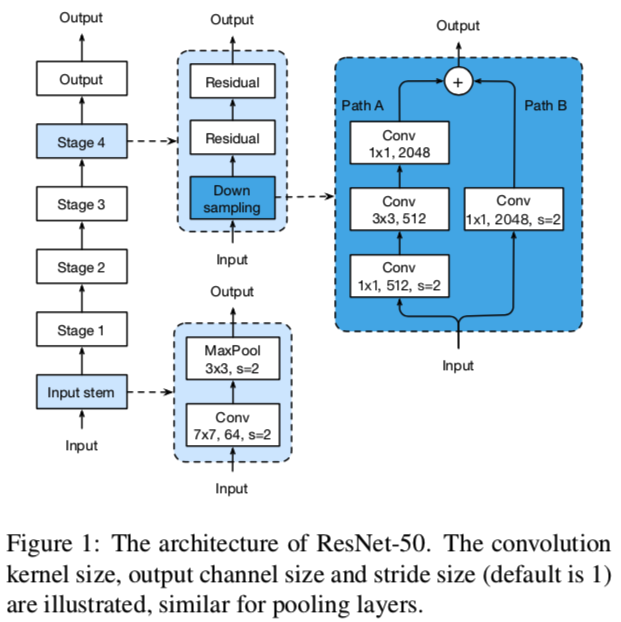 Output
Output
Stage 4
Stage 3
Stage 2
Stage 1
Input stem
Input
Output
Residual
Residual
Down
sampling
Input
Output
MaxPool
3x3, s=2
Conv
7x7, 64, s=2
Input
Output
Path A
Path B
Conv
1x1, 2048
Conv
3x3, 512
Conv
1x1, 512, s=2
Conv
1x1, 2048, s=2
+
Input
Figure 1: The architecture of ResNet-50. The convolution
kernel size, output channel size and stride size (default is 1)
are illustrated, similar for pooling layers.